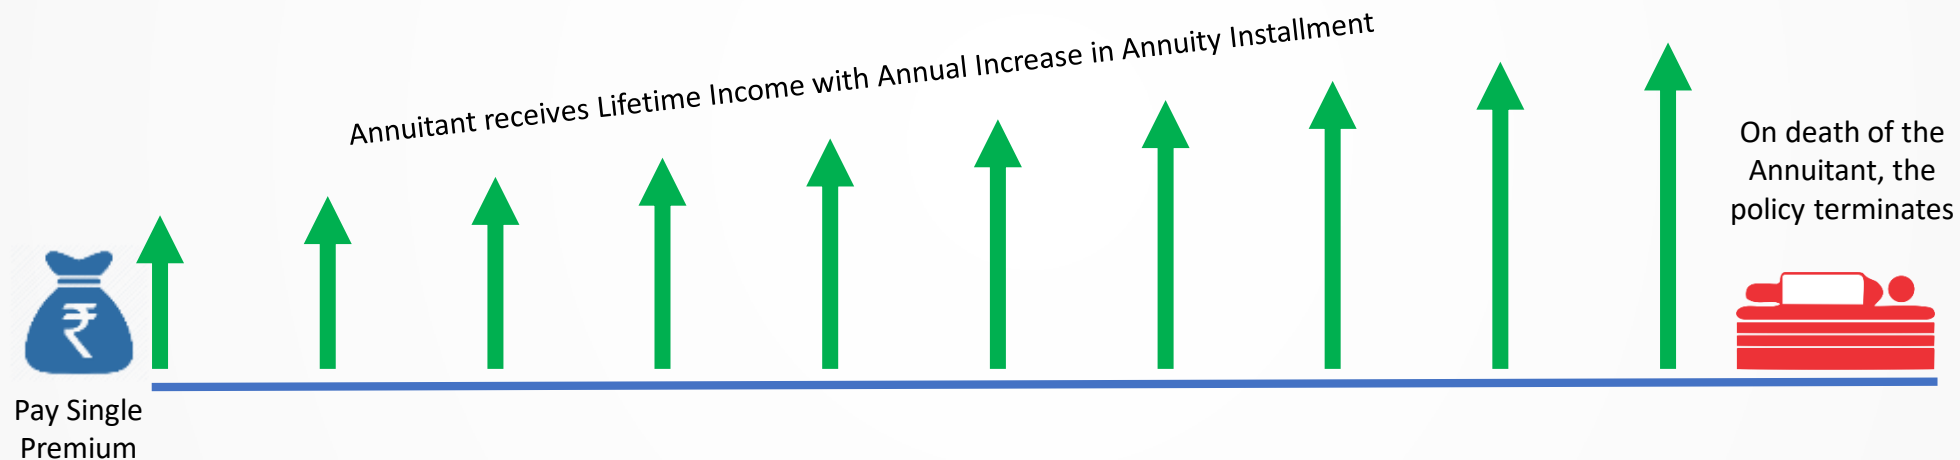 Annuitant receives Lifetime Income with Annual Increase in Annuity Installment
On death of the
Annuitant, the
policy terminates
₹
Pay Single
Premium